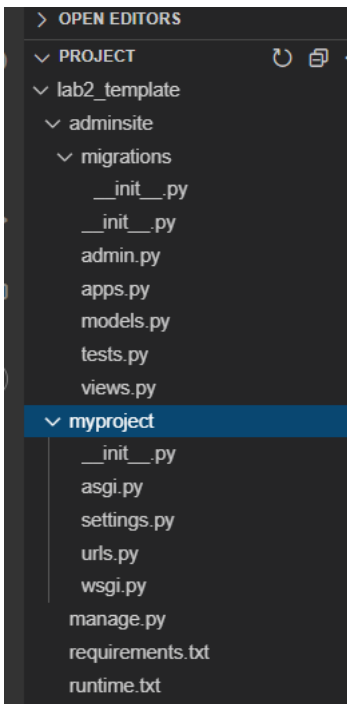 OPEN EDITORS
PROJECT
lab2_template
adminsite
migrations
__init__.py
__init__.py
admin.py
apps.py
models.py
tests.py
views.py
myproject
__init__.py
asgi.py
settings.py
urls.py
wsgi.py
manage.py
requirements.txt
runtime.txt